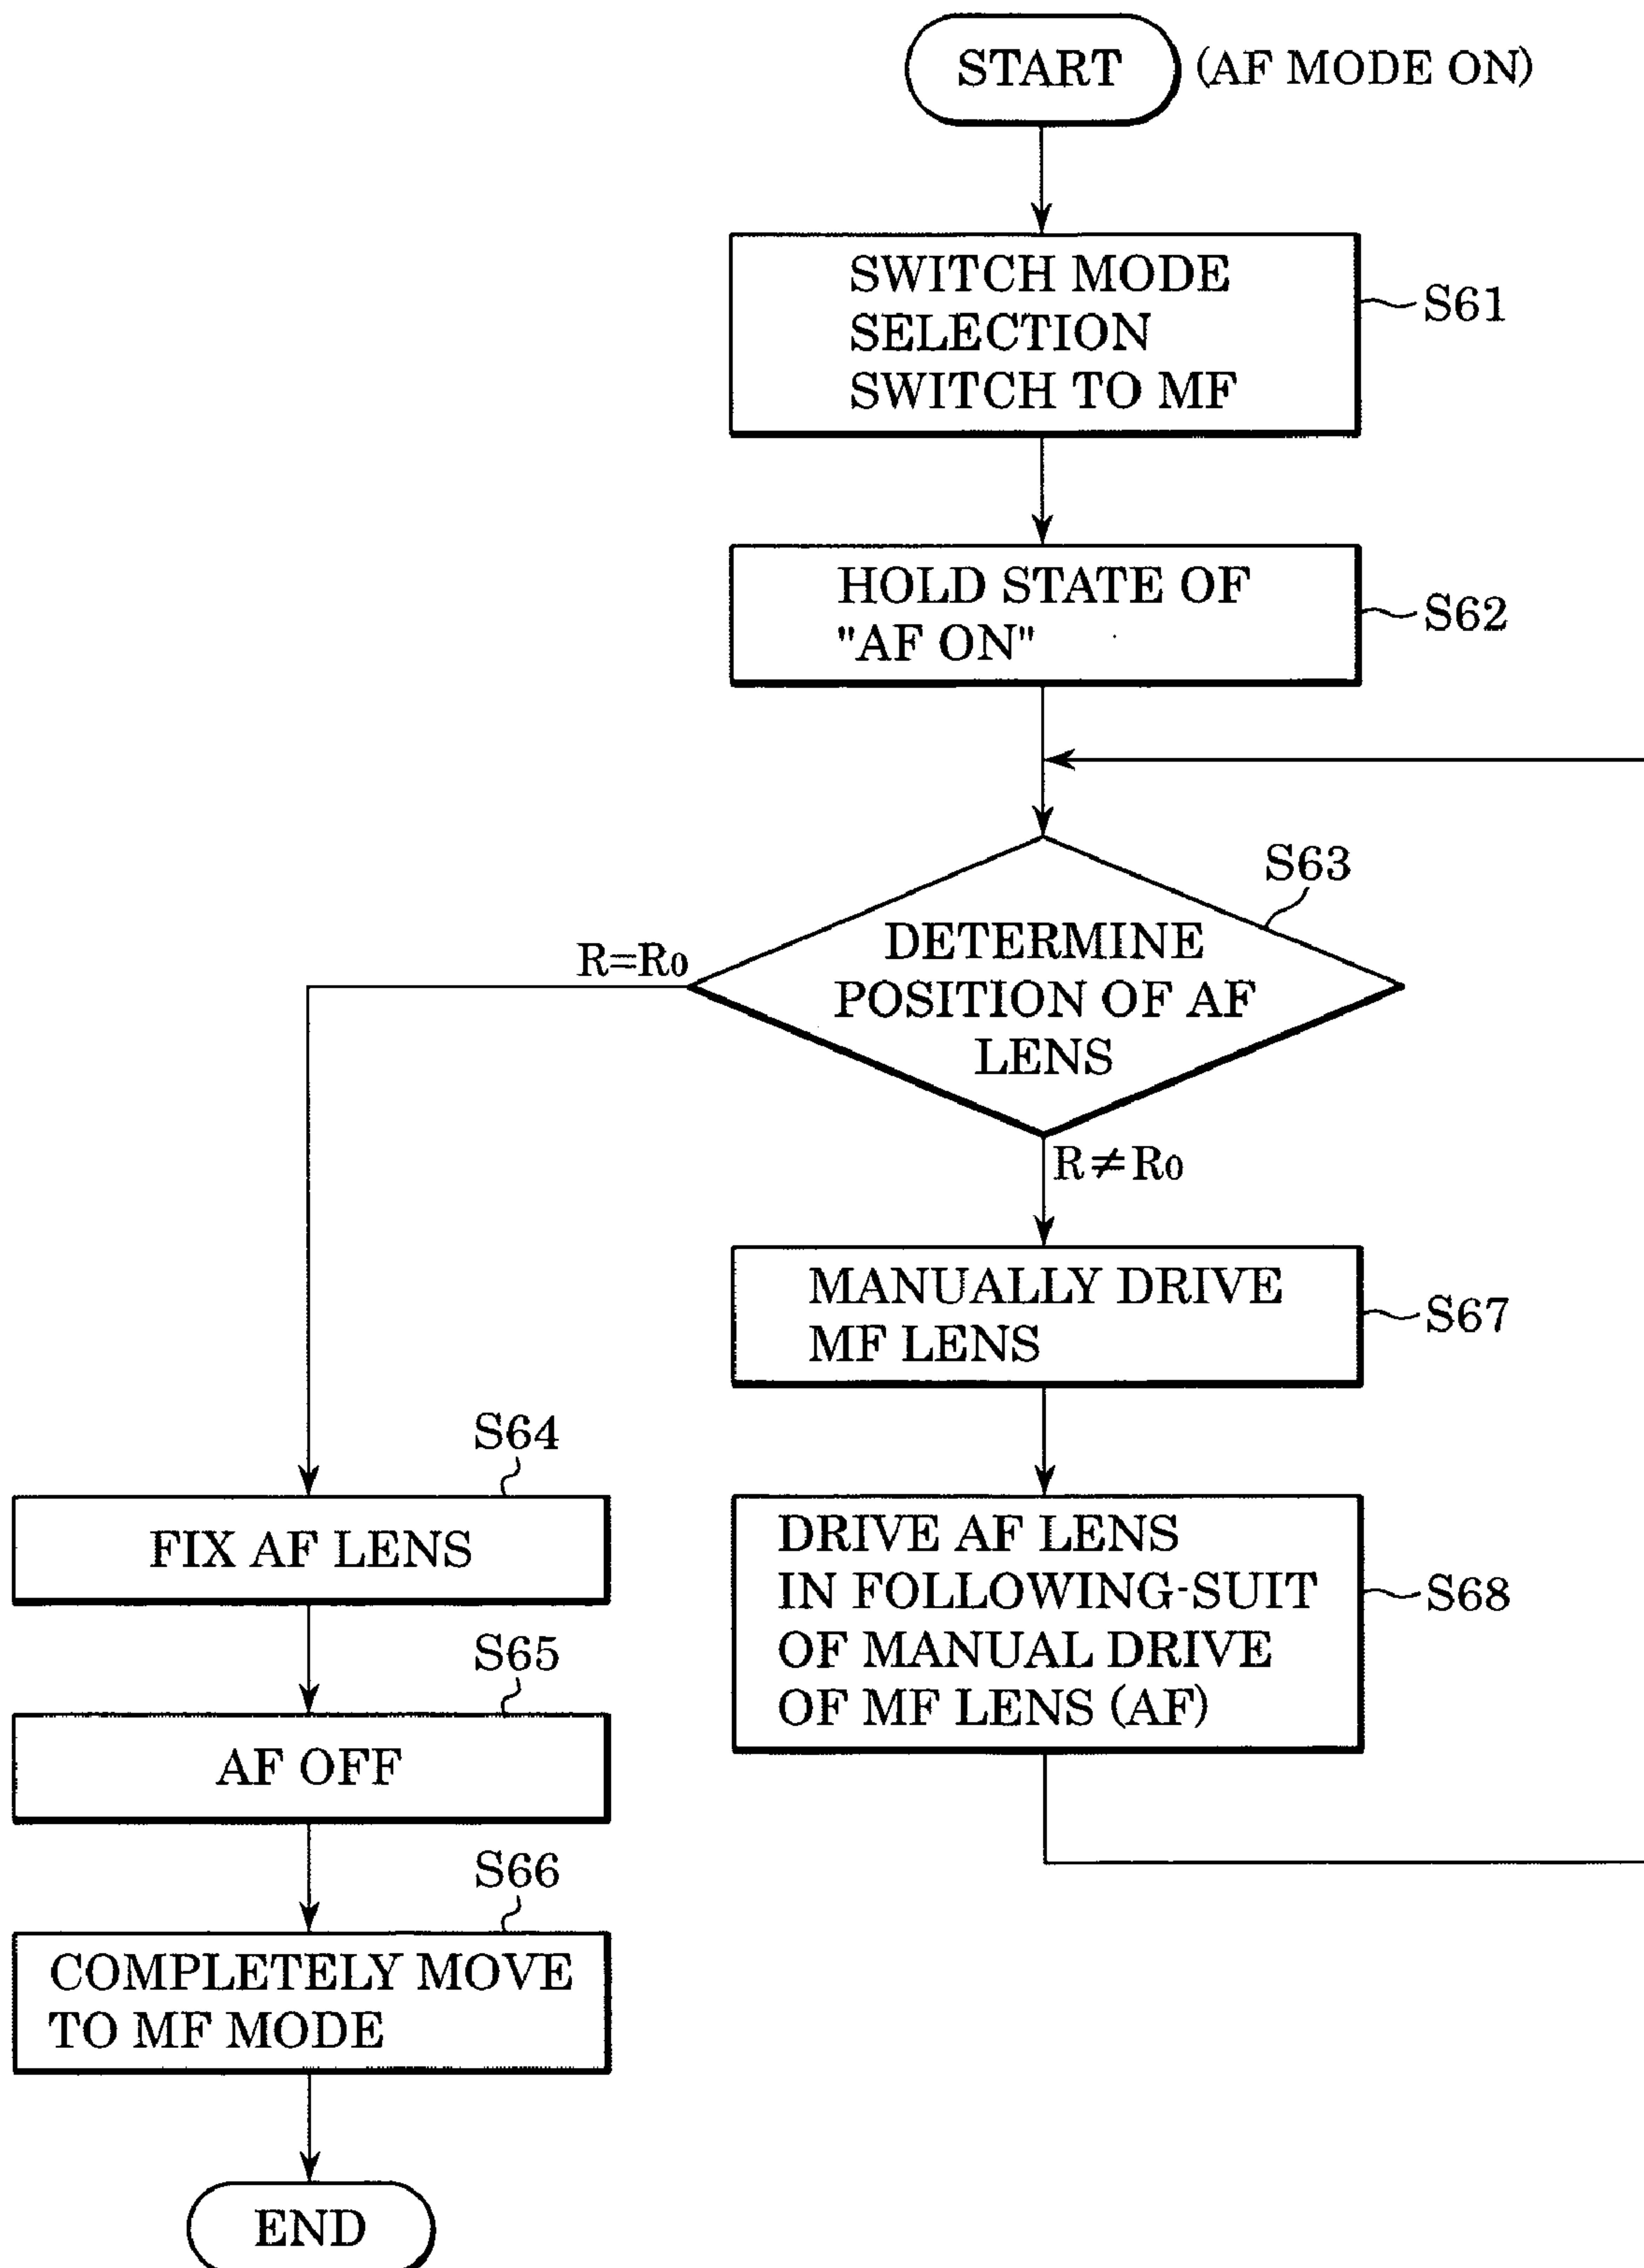 START (AF MODE ON)
SWITCH MODE
SELECTION
SWITCH TO MF
S61
HOLD STATE OF
"AF ON"
S62
S63
DETERMINE
POSITION OF AF
LENS
R=R₀
R≠R₀
MANUALLY DRIVE
MF LENS
S67
S64
FIX AF LENS
DRIVE AF LENS
IN FOLLOWING-SUIT
OF MANUAL DRIVE
OF MF LENS (AF)
S68
S65
AF OFF
S66
COMPLETELY MOVE
TO MF MODE
END